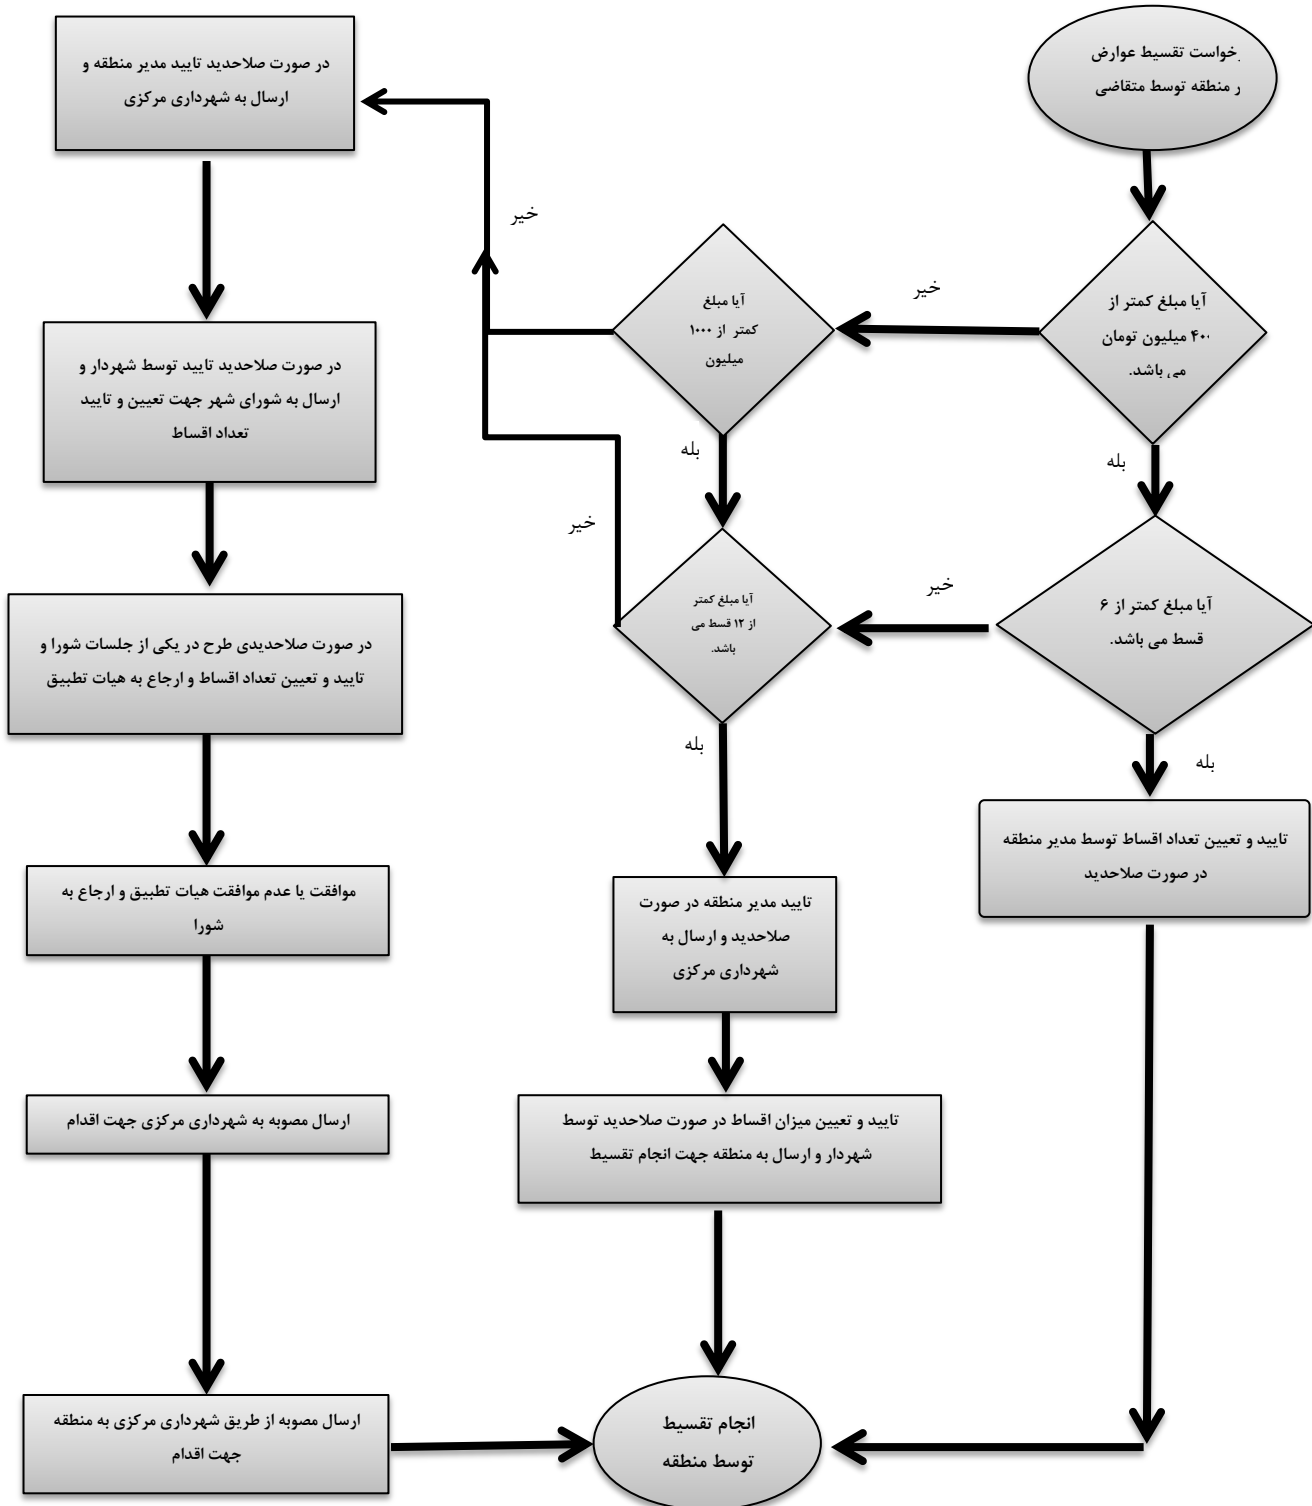 خواست تقسیط عوارض
ر منطقه توسط متقاضی
آیا مبلغ کمتر از
۴۰۰ میلیون تومان
می باشد.
خیر
بله
آیا مبلغ کمتر از ۶
قسط می باشد.
خیر
بله
تایید و تعیین تعداد اقساط توسط مدیر منطقه
در صورت صلاحدید
آیا مبلغ
کمتر از ۱۰۰۰
میلیون
خیر
بله
آیا مبلغ کمتر
از ۱۲ قسط می
باشد.
خیر
بله
تایید مدیر منطقه در صورت
صلاحدید و ارسال به
شهرداری مرکزی
تایید و تعیین میزان اقساط در صورت صلاحدید توسط
شهردار و ارسال به منطقه جهت انجام تقسیط
در صورت صلاحدید تایید مدیر منطقه و
ارسال به شهرداری مرکزی
در صورت صلاحدید تایید توسط شهردار و
ارسال به شورای شهر جهت تعیین و تایید
تعداد اقساط
در صورت صلاحدیدی طرح در یکی از جلسات شورا و
تایید و تعیین تعداد اقساط و ارجاع به هیات تطبیق
موافقت یا عدم موافقت هیات تطبیق و ارجاع به
شورا
ارسال مصوبه به شهرداری مرکزی جهت اقدام
ارسال مصوبه از طریق شهرداری مرکزی به منطقه
جهت اقدام
انجام تقسیط
توسط منطقه